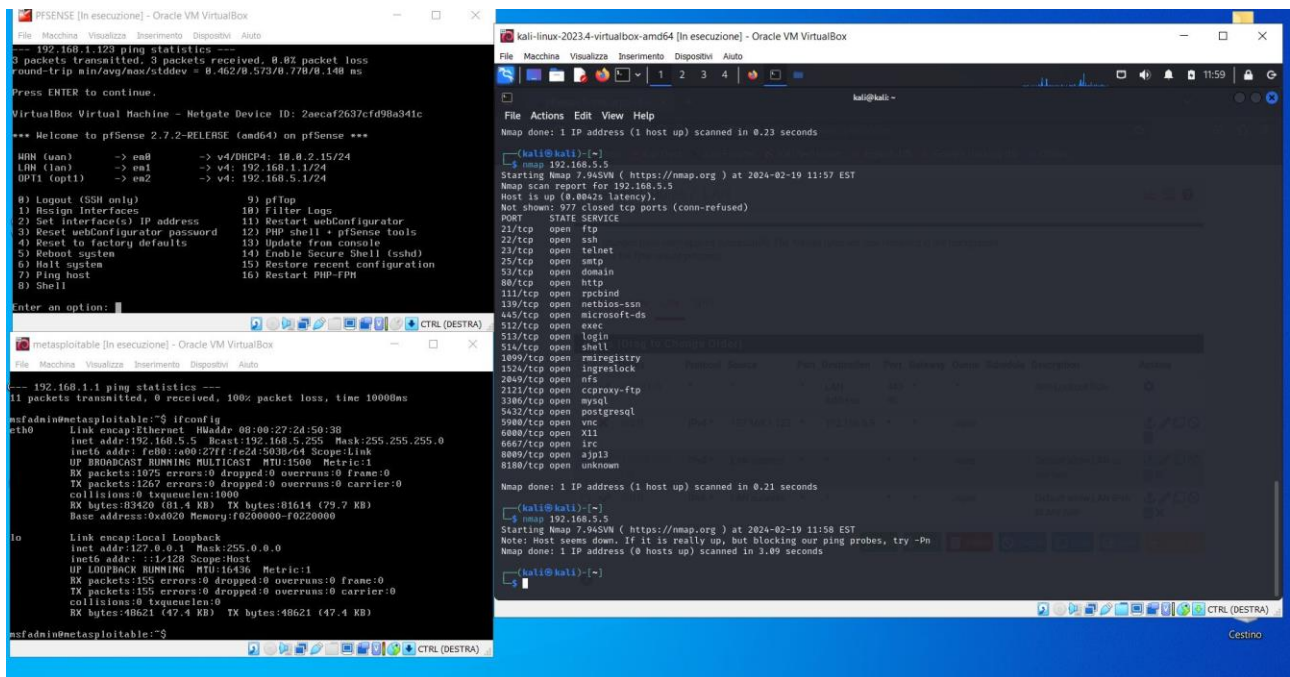 PFSENSE [In esecuzione] - Oracle VM VirtualBox
File Macchina Visualizza Inserimento Dispositivi Aiuto
--- 192.168.1.123 ping statistics ---
3 packets transmitted, 3 packets received, 0.0% packet loss
round-trip min/avg/max/stddev = 0.462/0.573/0.770/0.140 ms
Press ENTER to continue.
VirtualBox Virtual Machine - Netgate Device ID: 2aecaf2637cfd98a341c
*** Welcome to pfSense 2.7.2-RELEASE (amd64) on pfSense ***
WAN (wan) -> em0 -> v4/DHCP4: 10.0.2.15/24
LAN (lan) -> em1 -> v4: 192.168.1.1/24
OPT1 (opt1) -> em2 -> v4: 192.168.5.1/24
0) Logout (SSH only) 9) pfTop
1) Assign Interfaces 10) Filter Logs
2) Set interface(s) IP address 11) Restart webConfigurator
3) Reset webConfigurator password 12) PHP shell + pfSense tools
4) Reset to factory defaults 13) Update from console
5) Reboot system 14) Enable Secure Shell (sshd)
6) Halt system 15) Restore recent configuration
7) Ping host 16) Restart PHP-FPM
8) Shell
Enter an option:
CTRL (DESTRA)
metasploitable [In esecuzione] - Oracle VM VirtualBox
File Macchina Visualizza Inserimento Dispositivi Aiuto
--- 192.168.1.1 ping statistics ---
11 packets transmitted, 0 received, 100% packet loss, time 10008ms
msfadmin@metasploitable:~$ ifconfig
eth0 Link encap:Ethernet HWaddr 08:00:27:2d:50:38
inet addr:192.168.5.5 Bcast:192.168.5.255 Mask:255.255.255.0
inet6 addr: fe80::a00:27ff:fe2d:5038/64 Scope:Link
UP BROADCAST RUNNING MULTICAST MTU:1500 Metric:1
RX packets:1075 errors:0 dropped:0 overruns:0 frame:0
TX packets:1267 errors:0 dropped:0 overruns:0 carrier:0
collisions:0 txqueuelen:1000
RX bytes:83420 (81.4 KB) TX bytes:81614 (79.7 KB)
Base address:0xd020 Memory:f0200000-f0220000
lo Link encap:Local Loopback
inet addr:127.0.0.1 Mask:255.0.0.0
inet6 addr: ::1/128 Scope:Host
UP LOOPBACK RUNNING MTU:16436 Metric:1
RX packets:155 errors:0 dropped:0 overruns:0 frame:0
TX packets:155 errors:0 dropped:0 overruns:0 carrier:0
collisions:0 txqueuelen:0
RX bytes:48621 (47.4 KB) TX bytes:48621 (47.4 KB)
msfadmin@metasploitable:~$
CTRL (DESTRA)
kali-linux-2023.4-virtualbox-amd64 [In esecuzione] - Oracle VM VirtualBox
File Macchina Visualizza Inserimento Dispositivi Aiuto
1 2 3 4 11:59
kali@kali: ~
File Actions Edit View Help
Nmap done: 1 IP address (1 host up) scanned in 0.23 seconds
(kali㉿kali)-[~]
$ nmap 192.168.5.5
Starting Nmap 7.94SVN ( https://nmap.org ) at 2024-02-19 11:57 EST
Nmap scan report for 192.168.5.5
Host is up (0.0042s latency).
Not shown: 977 closed tcp ports (conn-refused)
PORT STATE SERVICE
21/tcp open ftp
22/tcp open ssh
23/tcp open telnet
25/tcp open smtp
53/tcp open domain
80/tcp open http
111/tcp open rpcbind
139/tcp open netbios-ssn
445/tcp open microsoft-ds
512/tcp open exec
513/tcp open login
514/tcp open shell
1099/tcp open rmiregistry
1524/tcp open ingreslock
2049/tcp open nfs
2121/tcp open ccproxy-ftp
3306/tcp open mysql
5432/tcp open postgresql
5900/tcp open vnc
6000/tcp open X11
6667/tcp open irc
8009/tcp open ajp13
8180/tcp open unknown
Nmap done: 1 IP address (1 host up) scanned in 0.21 seconds
(kali㉿kali)-[~]
$ nmap 192.168.5.5
Starting Nmap 7.94SVN ( https://nmap.org ) at 2024-02-19 11:58 EST
Note: Host seems down. If it is really up, but blocking our ping probes, try -Pn
Nmap done: 1 IP address (0 hosts up) scanned in 3.09 seconds
(kali㉿kali)-[~]
$
CTRL (DESTRA)
Cestino